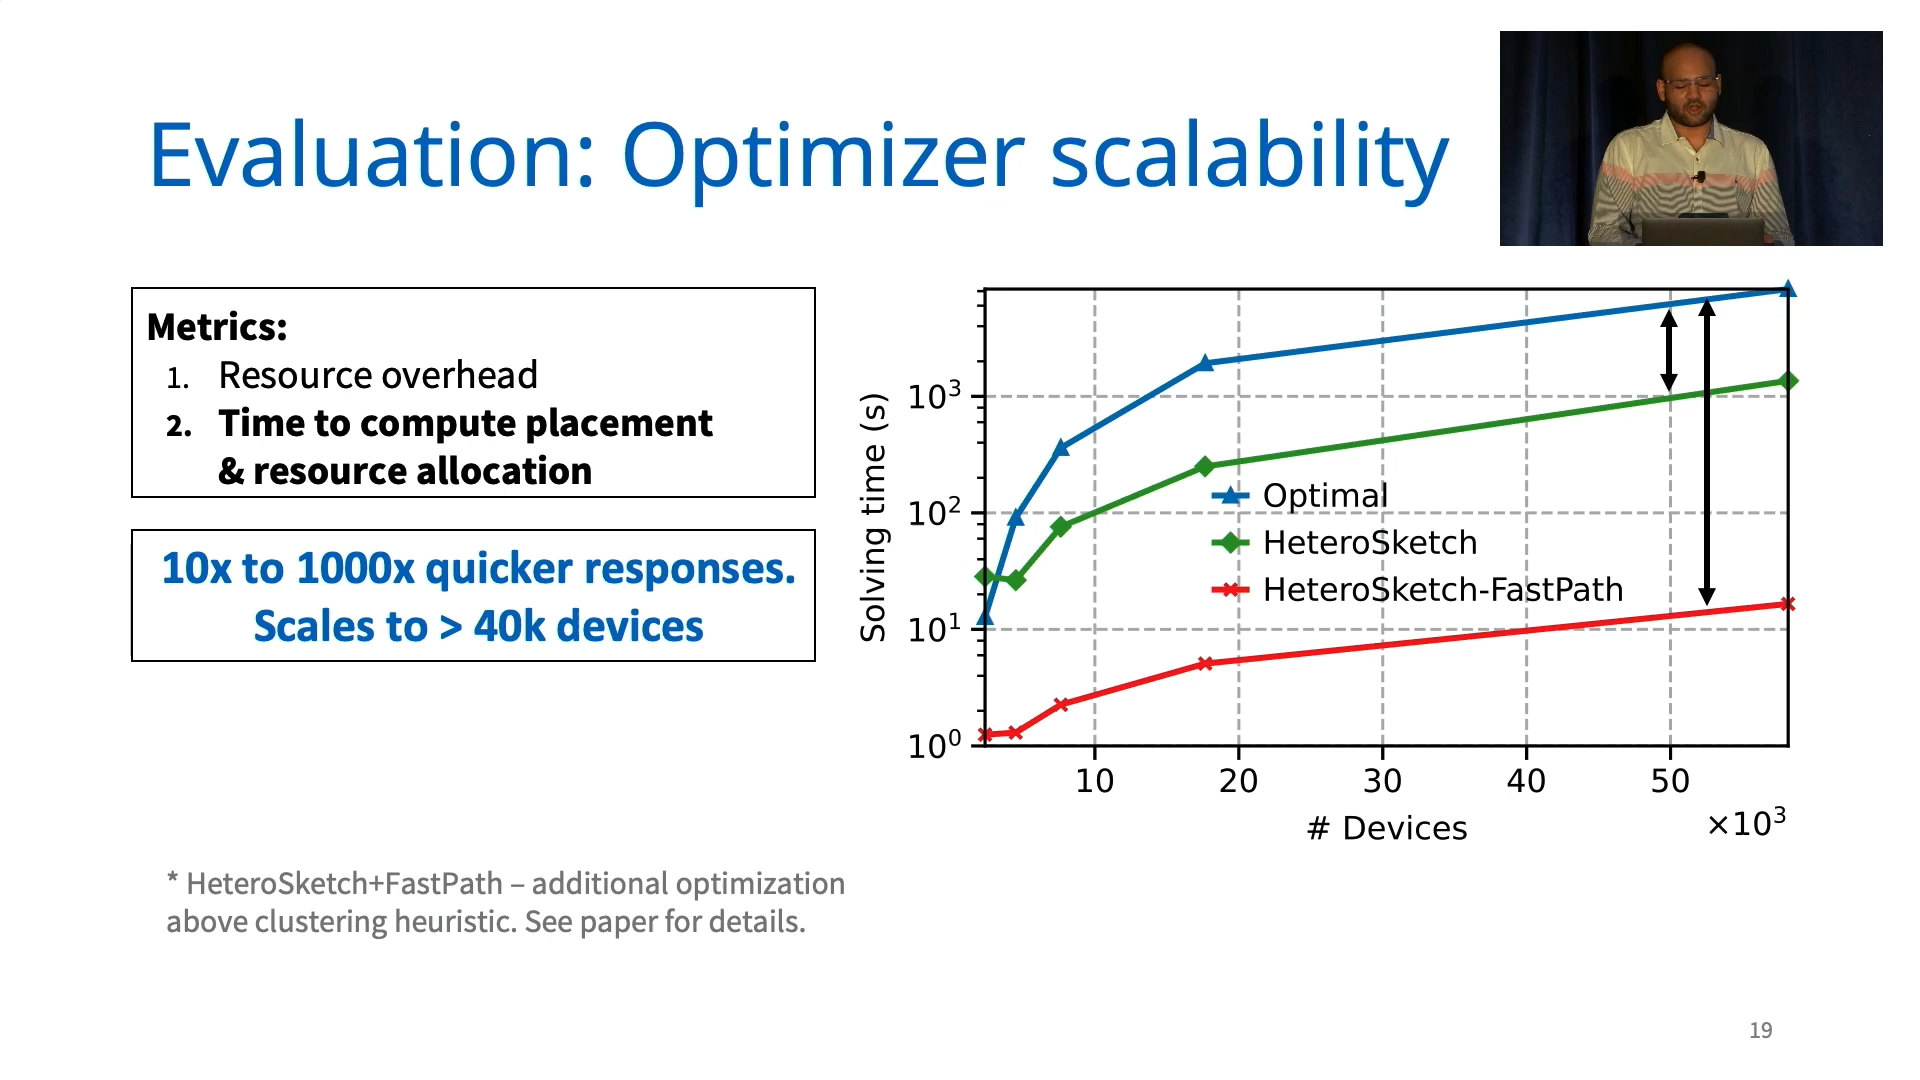 Evaluation: Optimizer scalability
Metrics:
1. Resource overhead
2. Time to compute placement
& resource allocation
10x to 1000x quicker responses.
Scales to > 40k devices
Solving time (s)
10³
10²
10¹
10⁰
Optimal
HeteroSketch
HeteroSketch-FastPath
10 20 30 40 50
# Devices
×10³
* HeteroSketch+FastPath – additional optimization
above clustering heuristic. See paper for details.
19